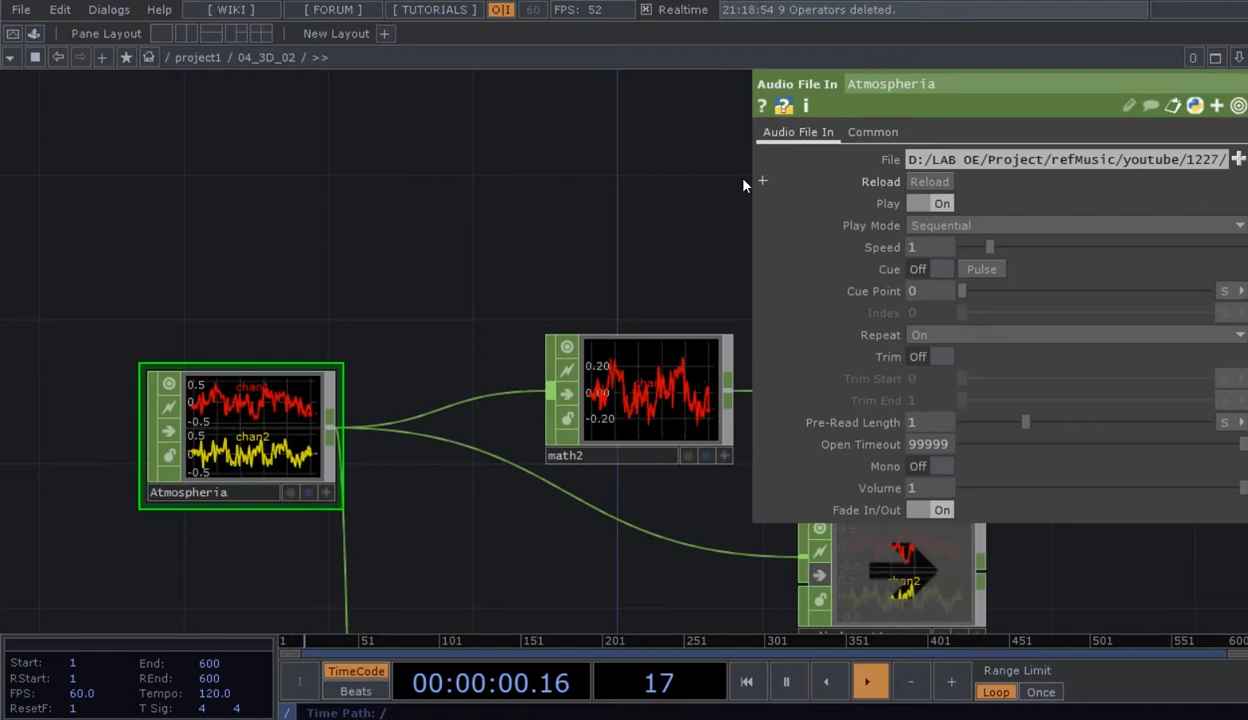 File Edit Dialogs Help [ WIKI ] [ FORUM ] [ TUTORIALS ] O|I 60 FPS: 52 Realtime 21:18:54 9 Operators deleted.
Pane Layout New Layout +
/ project1 / 04_3D_02 / >> 0
Audio File In Atmospheria
? ? i
Audio File In Common
File D:/LAB OE/Project/refMusic/youtube/1227/
Reload Reload
Play On
Play Mode Sequential
Speed 1
Cue Off Pulse
Cue Point 0 S
Index 0
Repeat On
Trim Off
Trim Start 0
Trim End 1
Pre-Read Length 1 S
Open Timeout 99999
Mono Off
Volume 1
Fade In/Out On
0.20
0.00
-0.20
math2
0.5
chan1
-0.5
0.5
chan2
-0.5
Atmospheria
chan2
1 51 101 151 201 251 301 351 401 451 501 551 600
Start: 1 End: 600
RStart: 1 REnd: 600
FPS: 60.0 Tempo: 120.0
ResetF: 1 T Sig: 4 4
TimeCode
Beats
00:00:00.16
17
Range Limit
Loop Once
/ Time Path: /